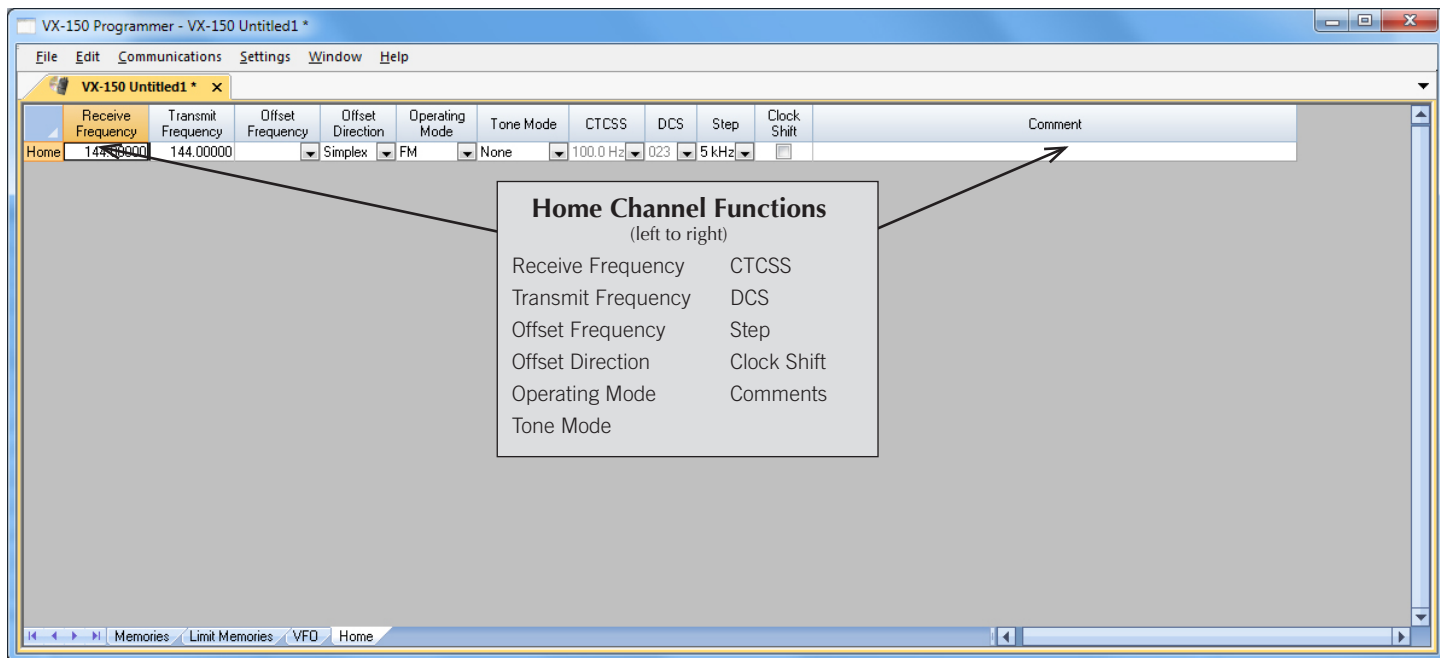 VX-150 Programmer - VX-150 Untitled1 *
File Edit Communications Settings Window Help
VX-150 Untitled1 * x
Receive Frequency Transmit Frequency Offset Frequency Offset Direction Operating Mode Tone Mode CTCSS DCS Step Clock Shift Comment
Home 144.00000 144.00000 Simplex FM None 100.0 Hz 023 5 kHz
Home Channel Functions
(left to right)
Receive Frequency CTCSS
Transmit Frequency DCS
Offset Frequency Step
Offset Direction Clock Shift
Operating Mode Comments
Tone Mode
Memories Limit Memories VFO Home